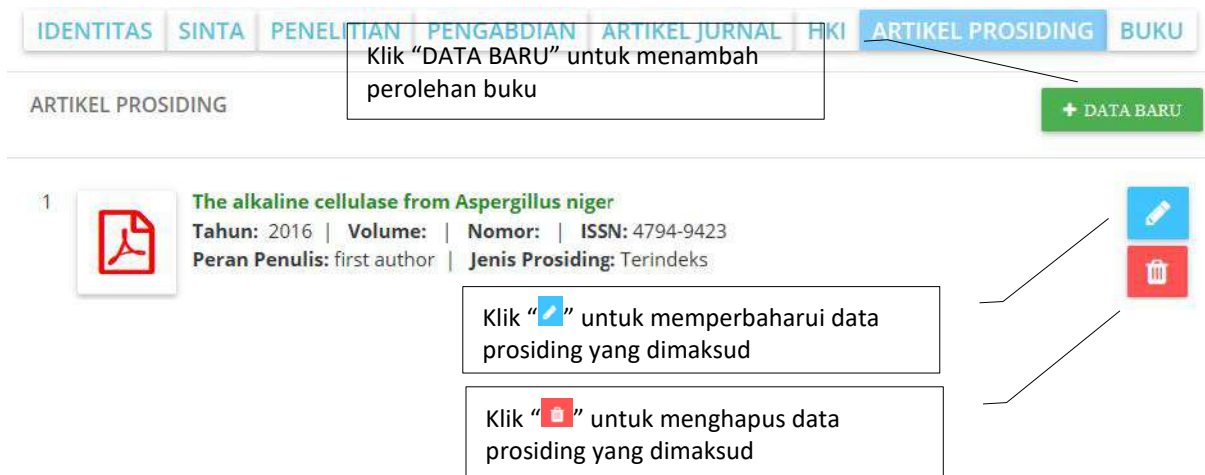 IDENTITAS SINTA PENELITIAN PENGABDIAN ARTIKEL JURNAL HKI ARTIKEL PROSIDING BUKU
Klik “DATA BARU” untuk menambah
perolehan buku
ARTIKEL PROSIDING
+ DATA BARU
1
The alkaline cellulase from Aspergillus niger
Tahun: 2016 | Volume: | Nomor: | ISSN: 4794-9423
Peran Penulis: first author | Jenis Prosiding: Terindeks
Klik “ ” untuk memperbaharui data
prosiding yang dimaksud
Klik “ ” untuk menghapus data
prosiding yang dimaksud